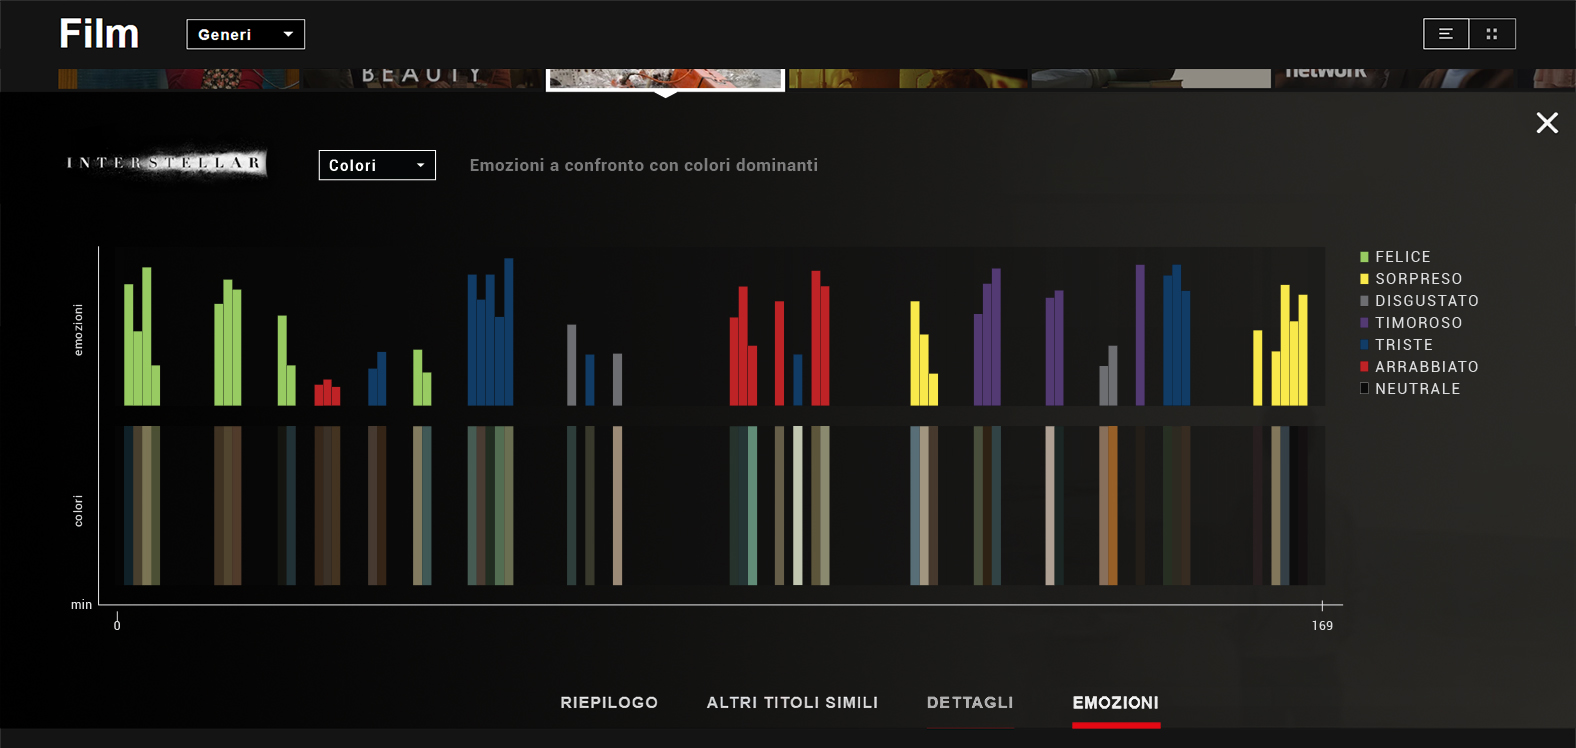 Film
Generi
BEAUTY
network
INTERSTELLAR
Colori
Emozioni a confronto con colori dominanti
emozioni
FELICE
SORPRESO
DISGUSTATO
TIMOROSO
TRISTE
ARRABBIATO
NEUTRALE
colori
min
0
169
RIEPILOGO
ALTRI TITOLI SIMILI
DETTAGLI
EMOZIONI